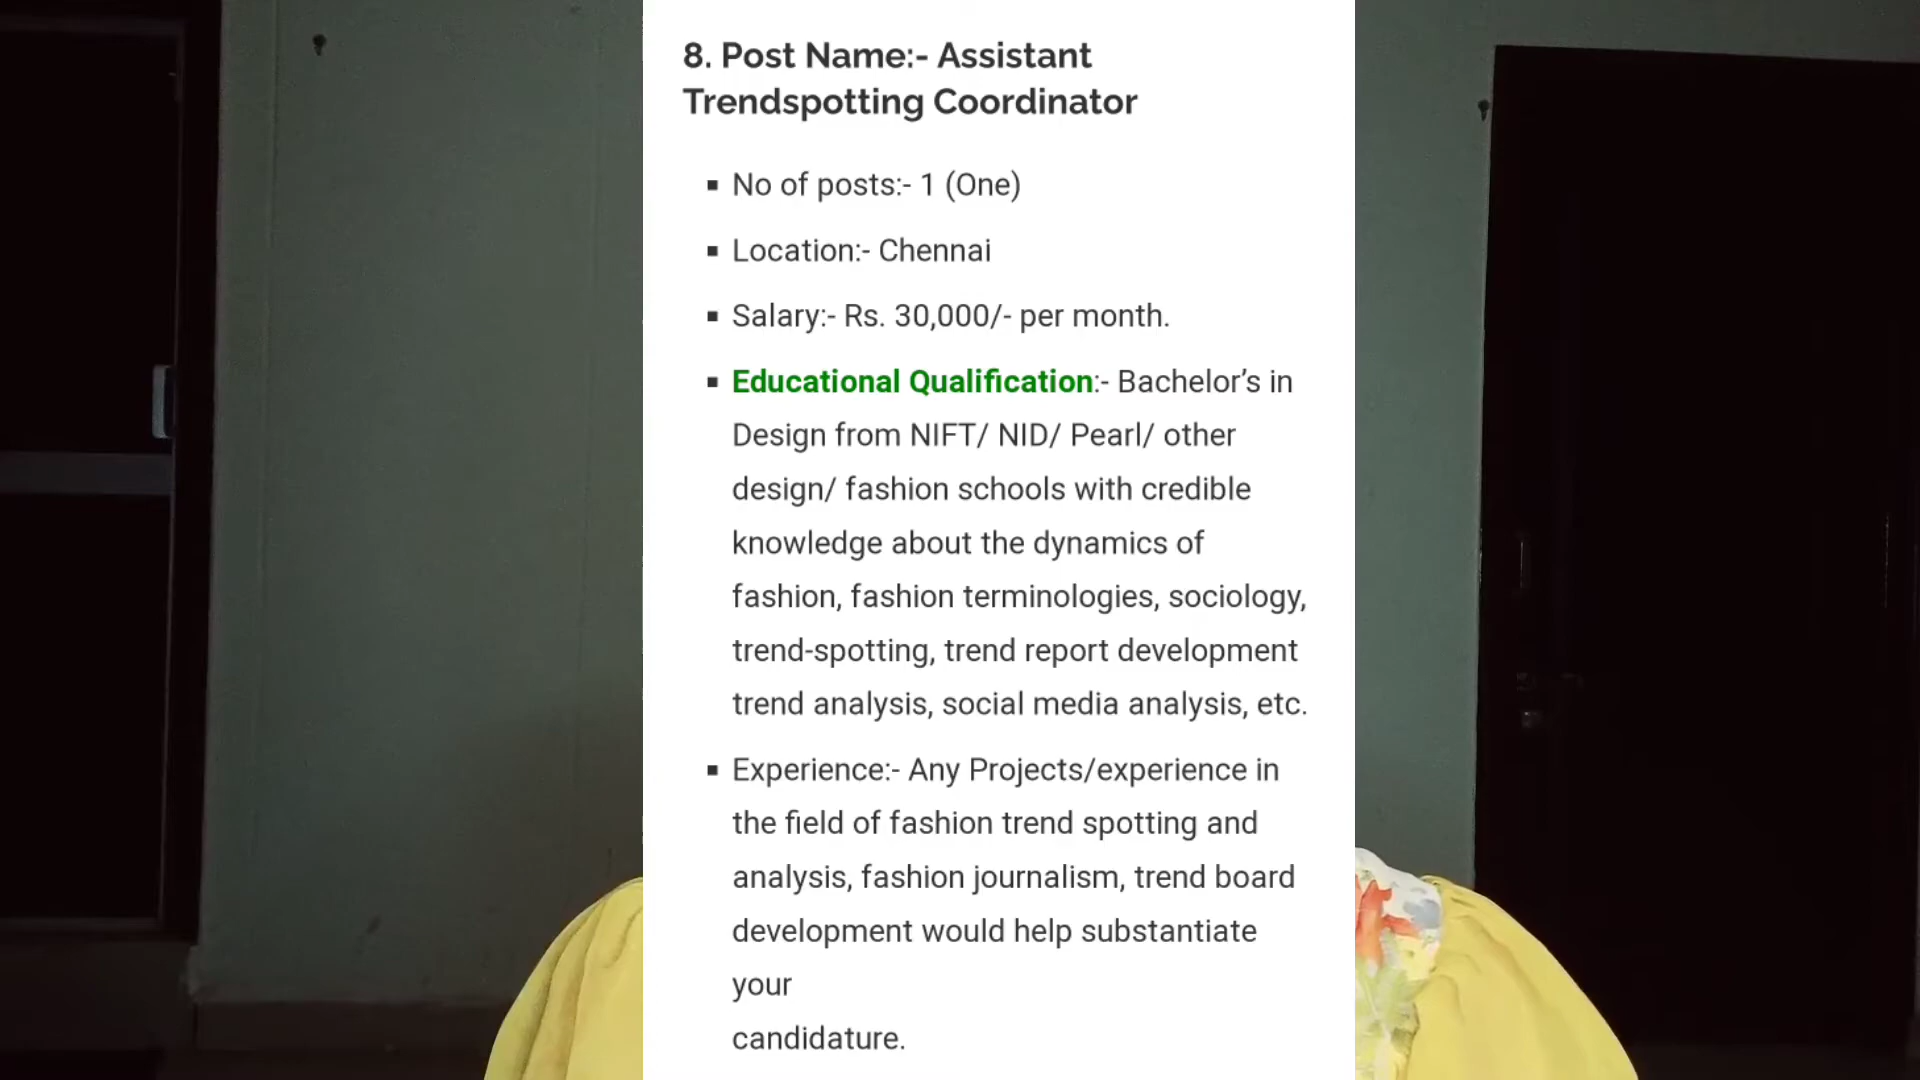 8. Post Name:- Assistant
Trendspotting Coordinator
No of posts:- 1 (One)
Location:- Chennai
Salary:- Rs. 30,000/- per month.
Educational Qualification:- Bachelor’s in
Design from NIFT/ NID/ Pearl/ other
design/ fashion schools with credible
knowledge about the dynamics of
fashion, fashion terminologies, sociology,
trend-spotting, trend report development
trend analysis, social media analysis, etc.
Experience:- Any Projects/experience in
the field of fashion trend spotting and
analysis, fashion journalism, trend board
development would help substantiate
your
candidature.